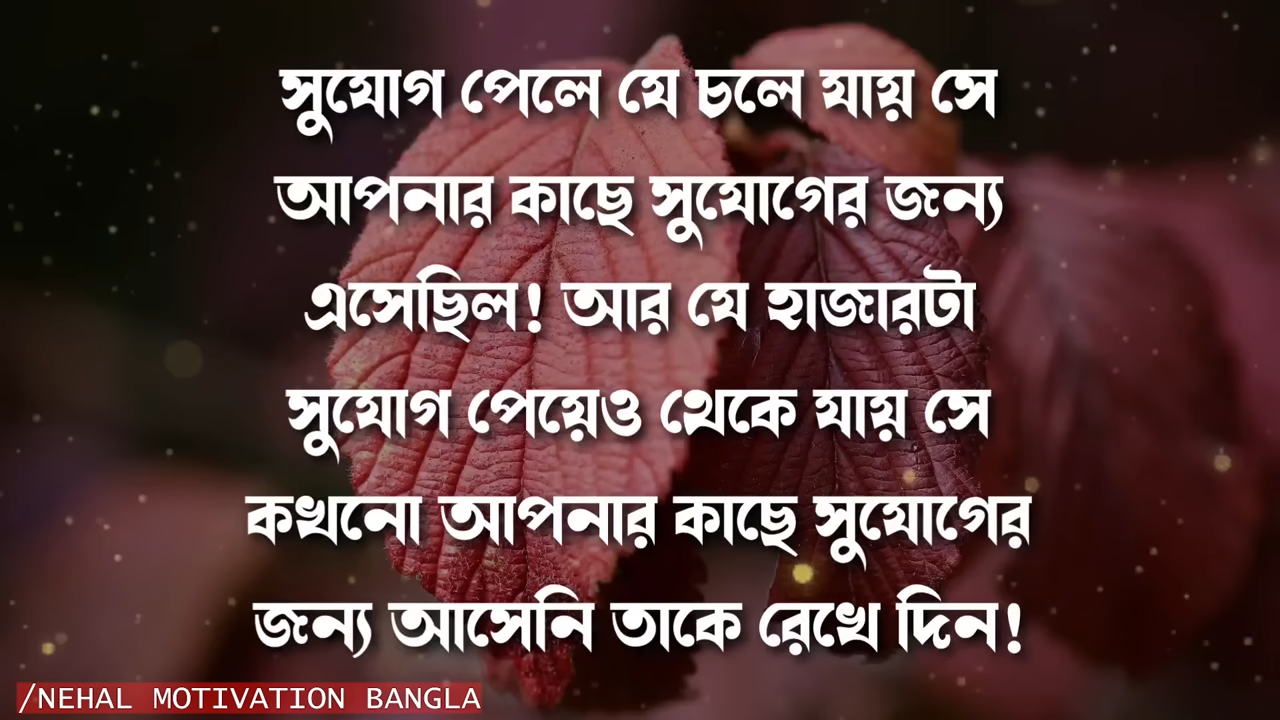 সুযোগ পেলে যে চলে যায় সে
আপনার কাছে সুযোগের জন্য
এসেছিল! আর যে হাজারটা
সুযোগ পেয়েও থেকে যায় সে
কখনো আপনার কাছে সুযোগের
জন্য আসেনি তাকে রেখে দিন!
/NEHAL MOTIVATION BANGLA